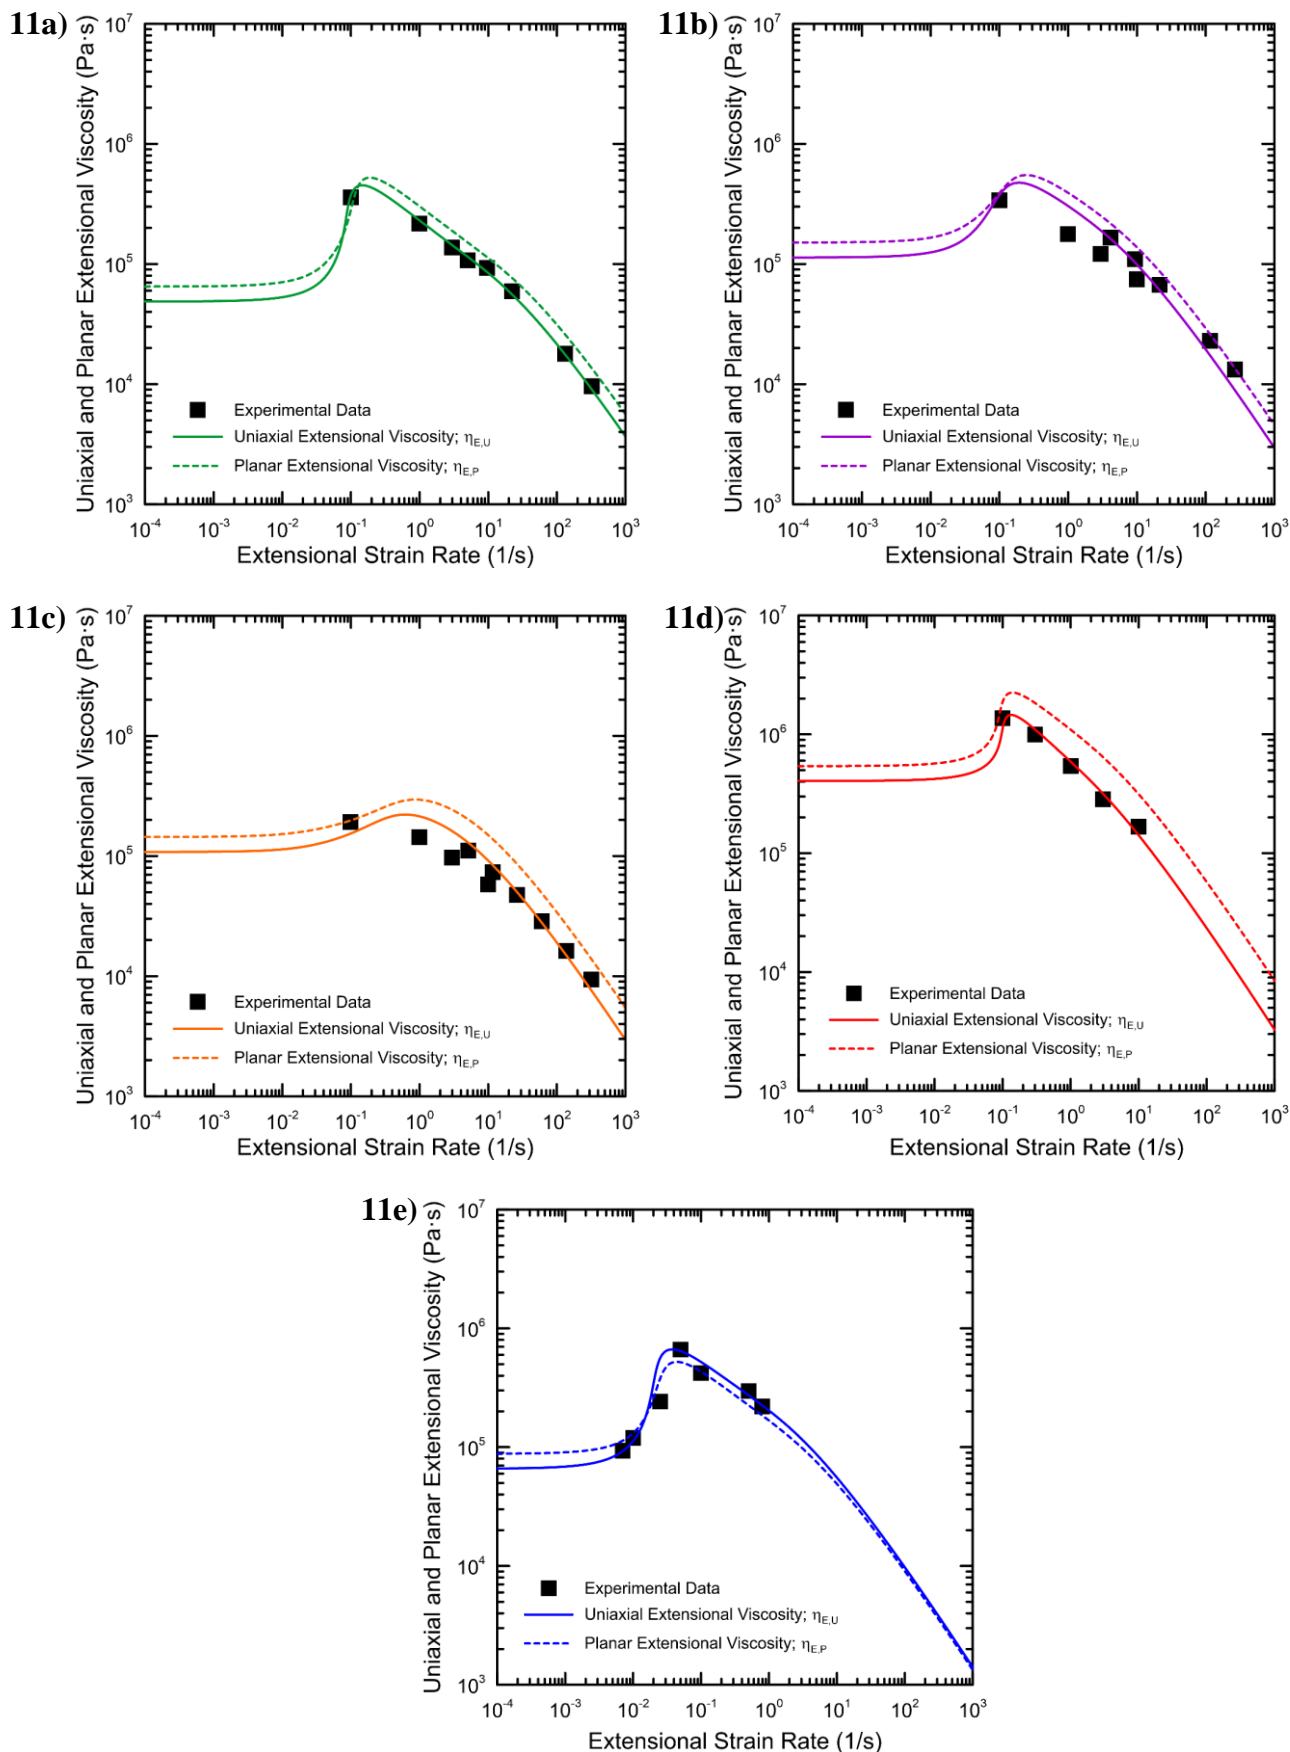 11a)
Uniaxial and Planar Extensional Viscosity (Pa·s)
10^7
10^6
10^5
10^4
10^3
Experimental Data
Uniaxial Extensional Viscosity; η_E,U
Planar Extensional Viscosity; η_E,P
10^-4 10^-3 10^-2 10^-1 10^0 10^1 10^2 10^3
Extensional Strain Rate (1/s)
11b)
Uniaxial and Planar Extensional Viscosity (Pa·s)
10^7
10^6
10^5
10^4
10^3
Experimental Data
Uniaxial Extensional Viscosity; η_E,U
Planar Extensional Viscosity; η_E,P
10^-4 10^-3 10^-2 10^-1 10^0 10^1 10^2 10^3
Extensional Strain Rate (1/s)
11c)
Uniaxial and Planar Extensional Viscosity (Pa·s)
10^7
10^6
10^5
10^4
10^3
Experimental Data
Uniaxial Extensional Viscosity; η_E,U
Planar Extensional Viscosity; η_E,P
10^-4 10^-3 10^-2 10^-1 10^0 10^1 10^2 10^3
Extensional Strain Rate (1/s)
11d)
Uniaxial and Planar Extensional Viscosity (Pa·s)
10^7
10^6
10^5
10^4
10^3
Experimental Data
Uniaxial Extensional Viscosity; η_E,U
Planar Extensional Viscosity; η_E,P
10^-4 10^-3 10^-2 10^-1 10^0 10^1 10^2 10^3
Extensional Strain Rate (1/s)
11e)
Uniaxial and Planar Extensional Viscosity (Pa·s)
10^7
10^6
10^5
10^4
10^3
Experimental Data
Uniaxial Extensional Viscosity; η_E,U
Planar Extensional Viscosity; η_E,P
10^-4 10^-3 10^-2 10^-1 10^0 10^1 10^2 10^3
Extensional Strain Rate (1/s)